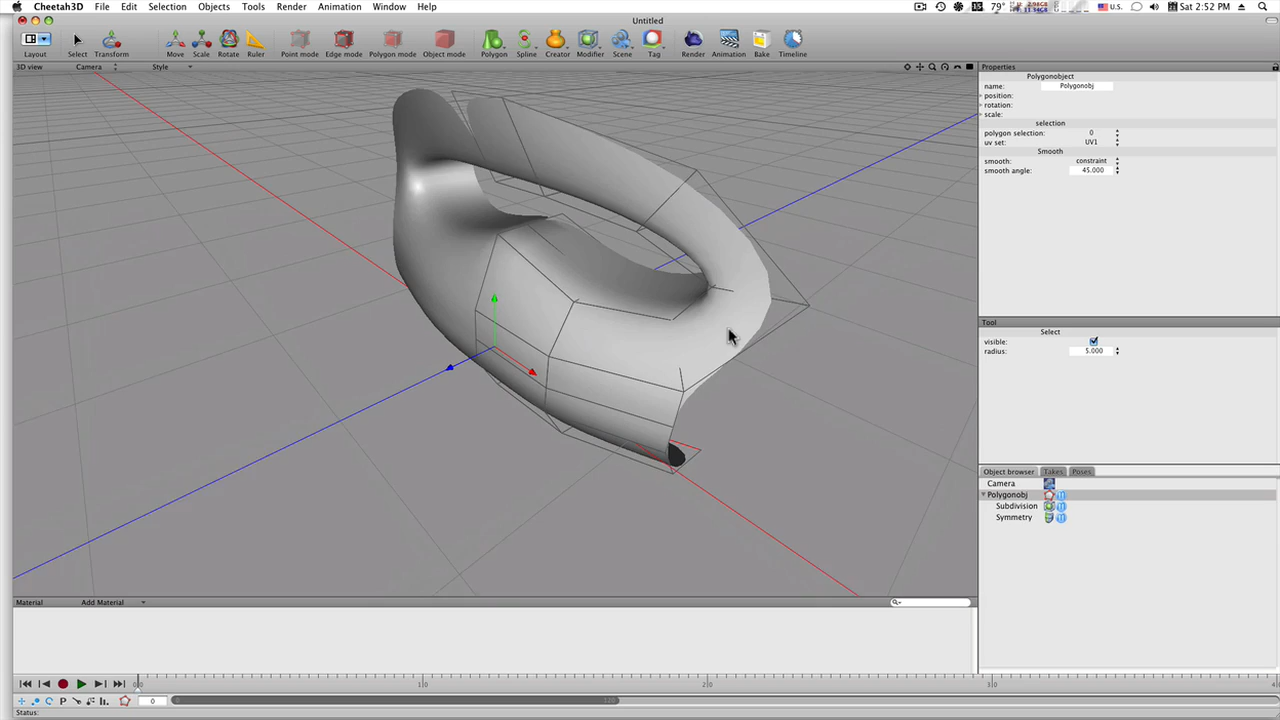 Cheetah3D File Edit Selection Objects Tools Render Animation Window Help 79° U.S. Sat 2:52 PM
Untitled
Layout Select Transform Move Scale Rotate Ruler Point mode Edge mode Polygon mode Object mode Polygon Spline Creator Modifier Scene Tag Render Animation Bake Timeline
3D view Camera Style
Properties
Polygonobject
name: Polygonobj
position:
rotation:
scale:
selection
polygon selection: 0
uv set: UV1
Smooth
smooth: constraint
smooth angle: 45.000
Tool
Select
visible:
radius: 5.000
Object browser Takes Poses
Camera
Polygonobj
Subdivision
Symmetry
Material Add Material
0
Status: